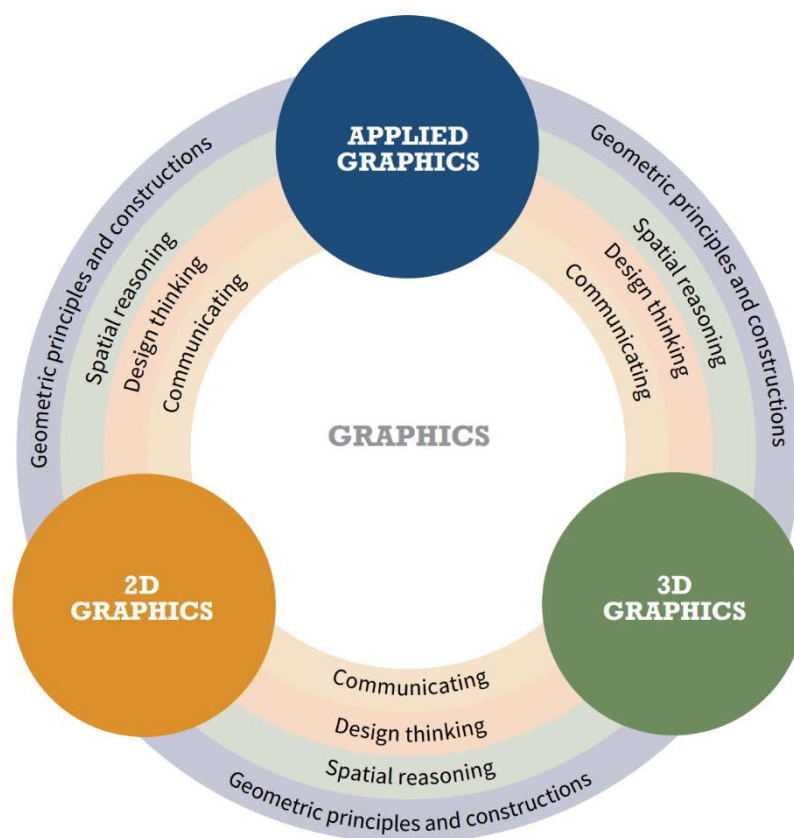 APPLIED
GRAPHICS
Geometric principles and constructions
Spatial reasoning
Design thinking
Communicating
Geometric principles and constructions
Spatial reasoning
Design thinking
Communicating
GRAPHICS
2D
GRAPHICS
3D
GRAPHICS
Communicating
Design thinking
Spatial reasoning
Geometric principles and constructions